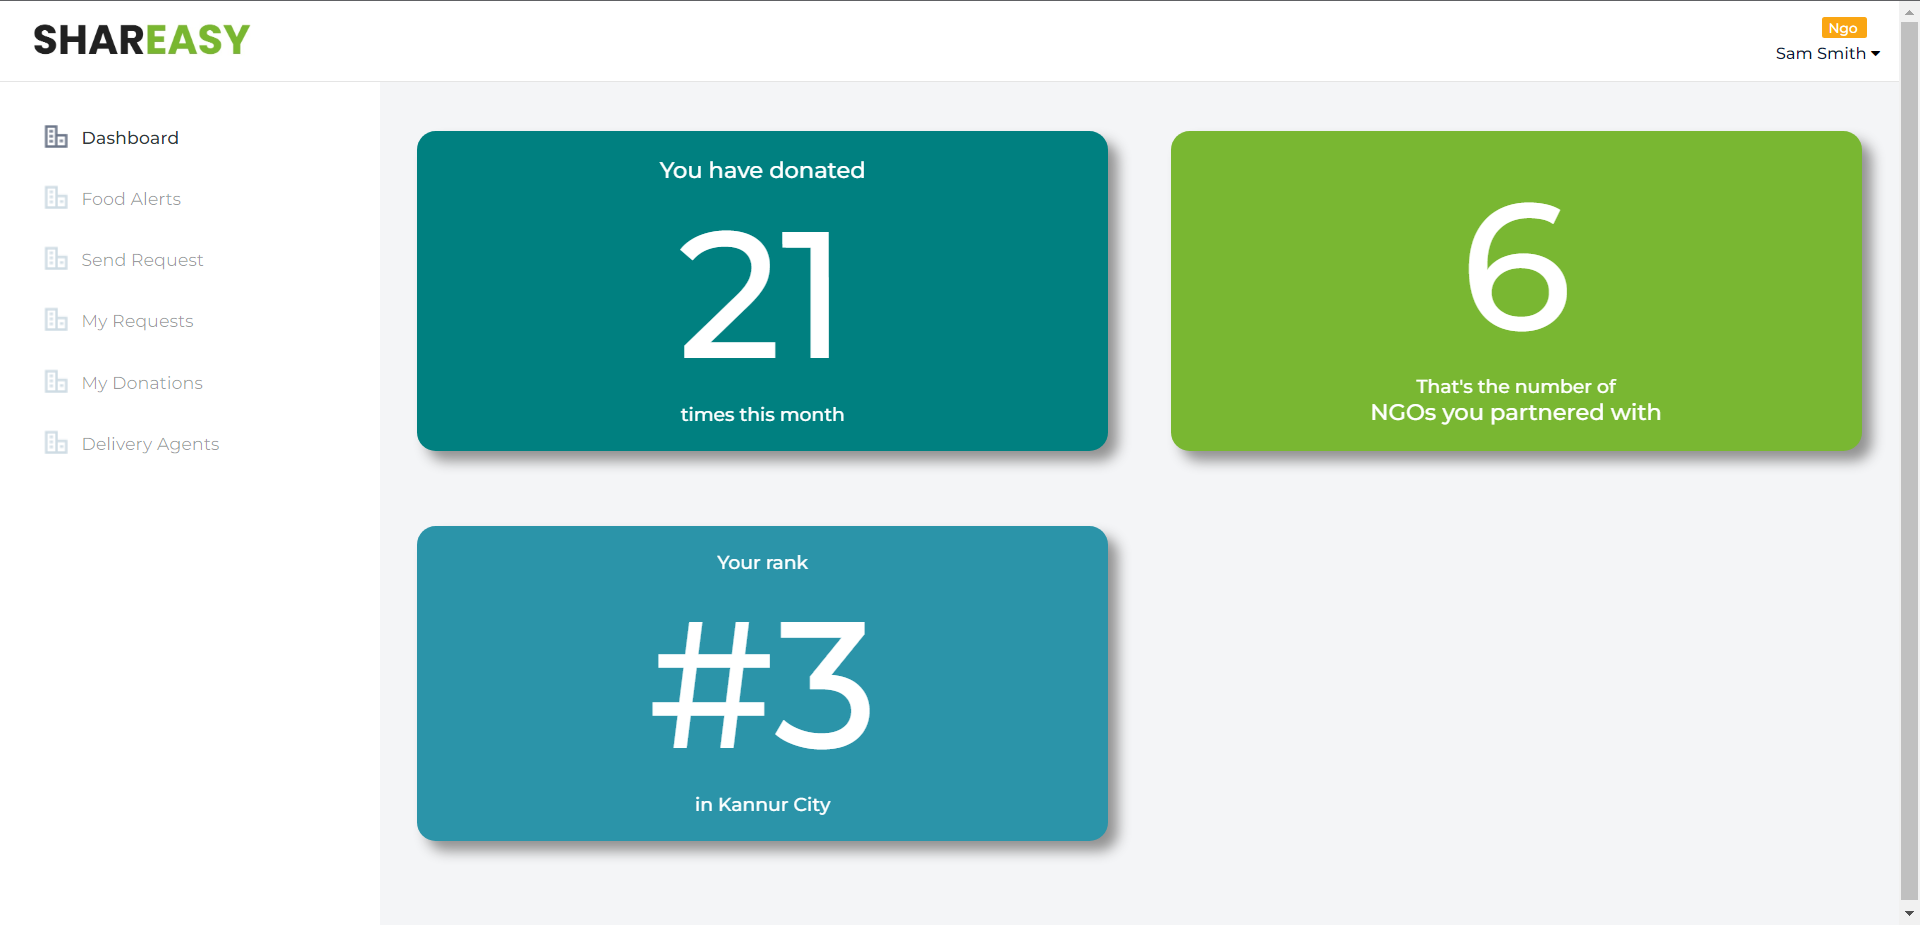 SHAREASY
Ngo
Sam Smith
Dashboard
Food Alerts
Send Request
My Requests
My Donations
Delivery Agents
You have donated
21
times this month
6
That's the number of
NGOs you partnered with
Your rank
#3
in Kannur City